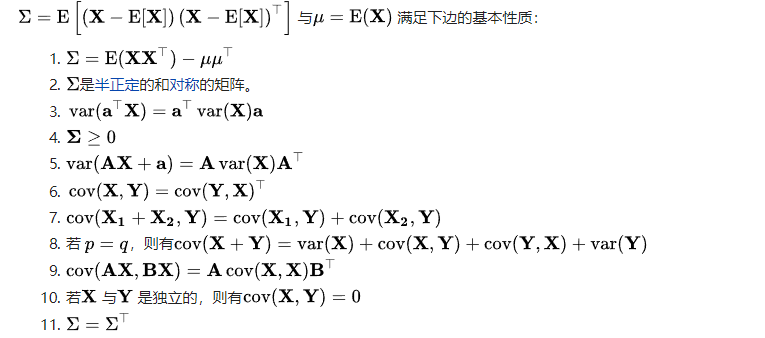 Σ = E[(X − E[X])(X − E[X])^⊤] 与μ = E(X) 满足下边的基本性质：
1. Σ = E(XX^⊤) − μμ^⊤
2. Σ是半正定的和对称的矩阵。
3. var(a^⊤X) = a^⊤ var(X)a
4. Σ ≥ 0
5. var(AX + a) = A var(X)A^⊤
6. cov(X, Y) = cov(Y, X)^⊤
7. cov(X₁ + X₂, Y) = cov(X₁, Y) + cov(X₂, Y)
8. 若 p = q，则有cov(X + Y) = var(X) + cov(X, Y) + cov(Y, X) + var(Y)
9. cov(AX, BX) = A cov(X, X)B^⊤
10. 若X 与Y 是独立的，则有cov(X, Y) = 0
11. Σ = Σ^⊤